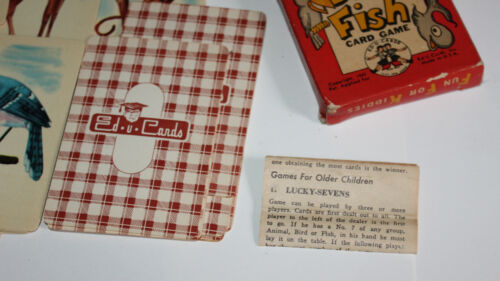 Fish
CARD GAME
ED-U-CARDS
FUN FOR KIDDIES
Ed-U-Cards
one obtaining the most cards is the winner.
Games For Older Children
LUCKY-SEVENS
Game can be played by three or more
players. Cards are first dealt out to all. The
player to the left of the dealer is the first
to go. If he has a No. 7 of any group,
Animal, Bird or Fish, in his hand he must
lay it on the table. If the following player